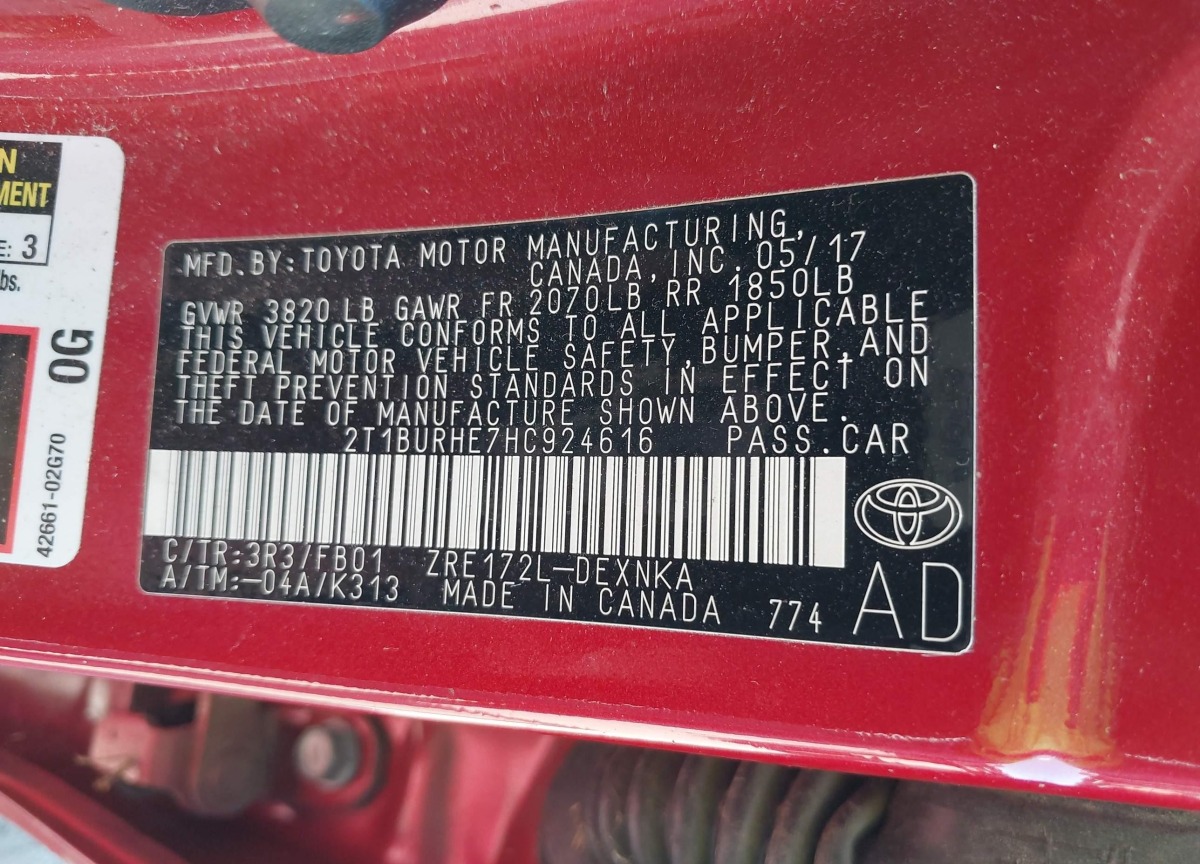 N
MENT
E: 3
lbs.
0G
42661-02G70
MFD.BY:TOYOTA MOTOR MANUFACTURING,
CANADA,INC. 05/17
GVWR 3820 LB GAWR FR 2070LB RR 1850LB
THIS VEHICLE CONFORMS TO ALL APPLICABLE
FEDERAL MOTOR VEHICLE SAFETY,BUMPER,AND
THEFT PREVENTION STANDARDS IN EFFECT ON
THE DATE OF MANUFACTURE SHOWN ABOVE.
2T1BURHE7HC924616 PASS.CAR
C/TR:3R3/FB01 ZRE172L-DEXNKA
A/TM:-04A/K313 MADE IN CANADA 774 AD